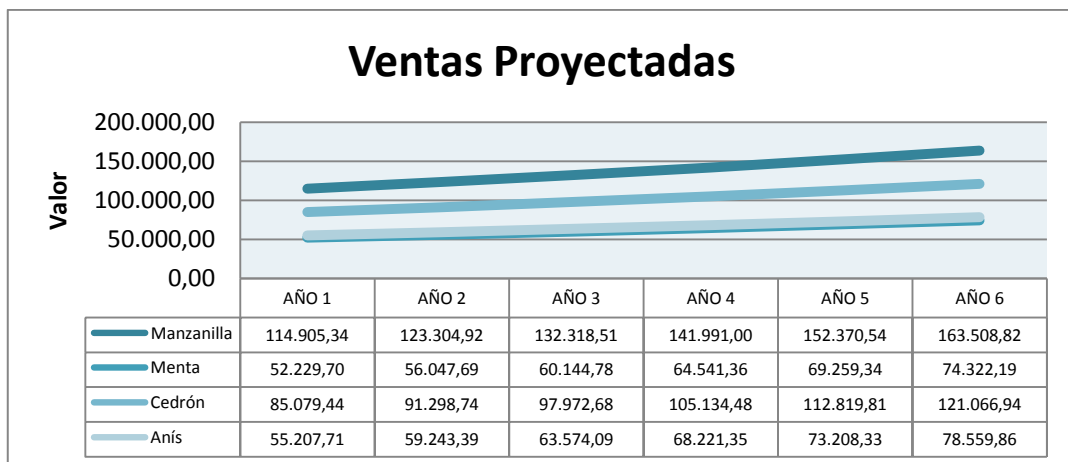 Ventas Proyectadas
Valor
200.000,00
150.000,00
100.000,00
50.000,00
0,00
AÑO 1 AÑO 2 AÑO 3 AÑO 4 AÑO 5 AÑO 6
Manzanilla 114.905,34 123.304,92 132.318,51 141.991,00 152.370,54 163.508,82
Menta 52.229,70 56.047,69 60.144,78 64.541,36 69.259,34 74.322,19
Cedrón 85.079,44 91.298,74 97.972,68 105.134,48 112.819,81 121.066,94
Anís 55.207,71 59.243,39 63.574,09 68.221,35 73.208,33 78.559,86